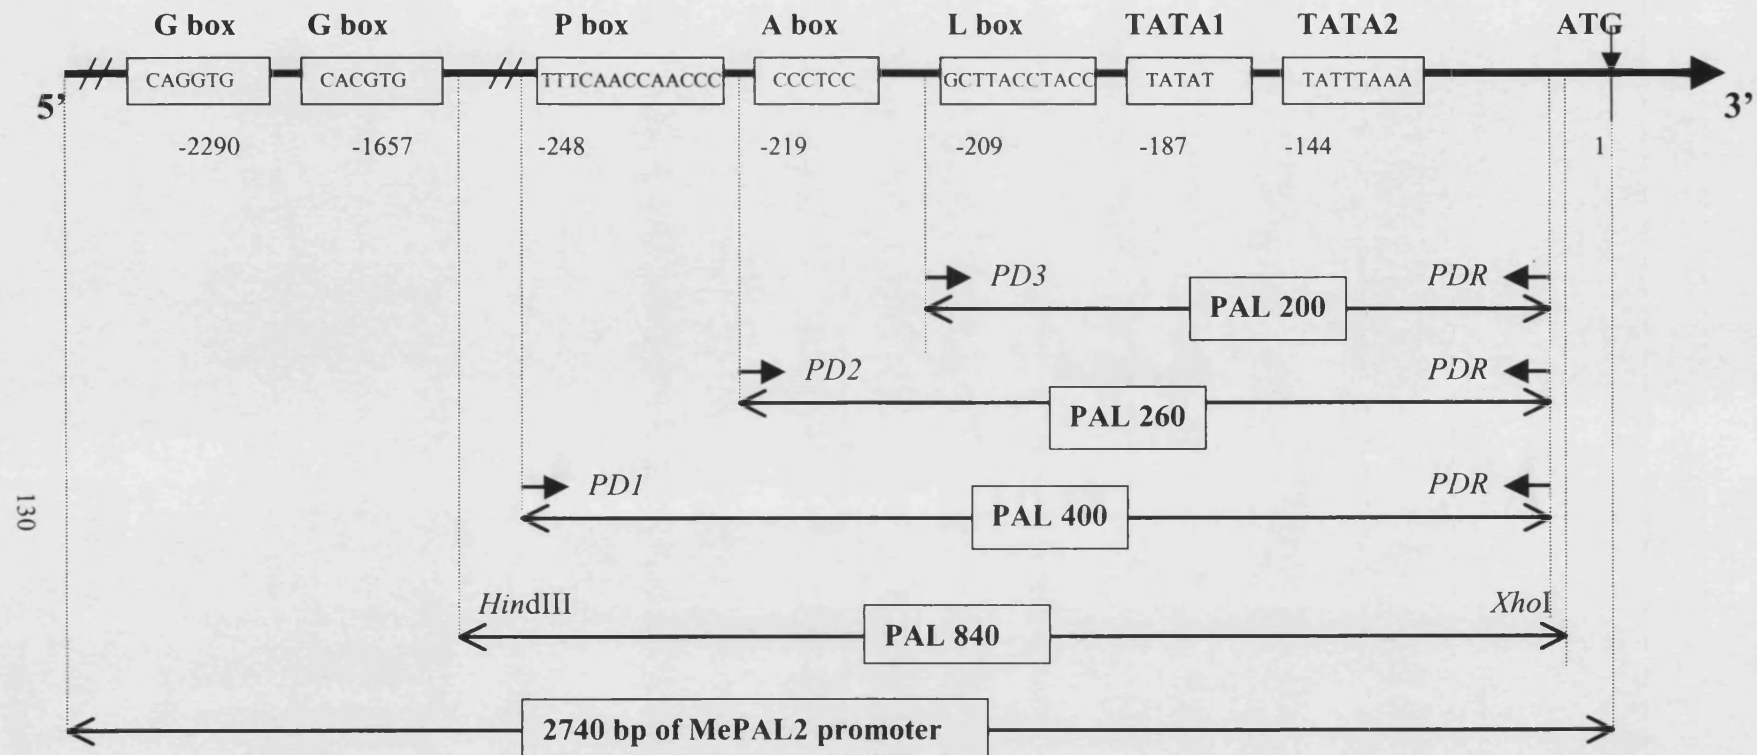 G box G box P box A box L box TATA1 TATA2 ATG
CAGGTG CACGTG TTTCAACCAACCC CCCTCC GCTTACCTACC TATAT TATTTAAA
5' 3'
-2290 -1657 -248 -219 -209 -187 -144 1
PD3 PDR
PAL 200
PD2 PDR
PAL 260
PD1 PDR
PAL 400
130
HindIII XhoI
PAL 840
2740 bp of MePAL2 promoter